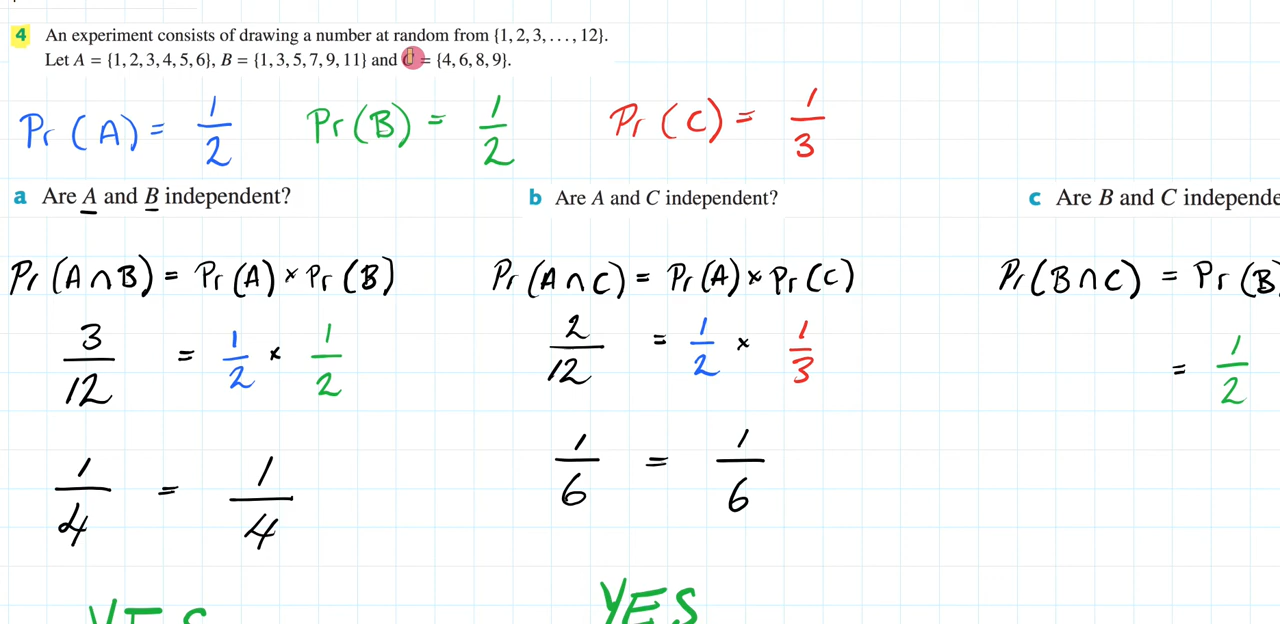 4 An experiment consists of drawing a number at random from {1, 2, 3, . . . , 12}.
Let A = {1, 2, 3, 4, 5, 6}, B = {1, 3, 5, 7, 9, 11} and C = {4, 6, 8, 9}.
Pr(A) = 1/2 Pr(B) = 1/2 Pr(C) = 1/3
a Are A and B independent?
Pr(A∩B) = Pr(A) × Pr(B)
3/12 = 1/2 × 1/2
1/4 = 1/4
YES
b Are A and C independent?
Pr(A∩C) = Pr(A) × Pr(C)
2/12 = 1/2 × 1/3
1/6 = 1/6
YES
c Are B and C independe
Pr(B∩C) = Pr(B)
= 1/2